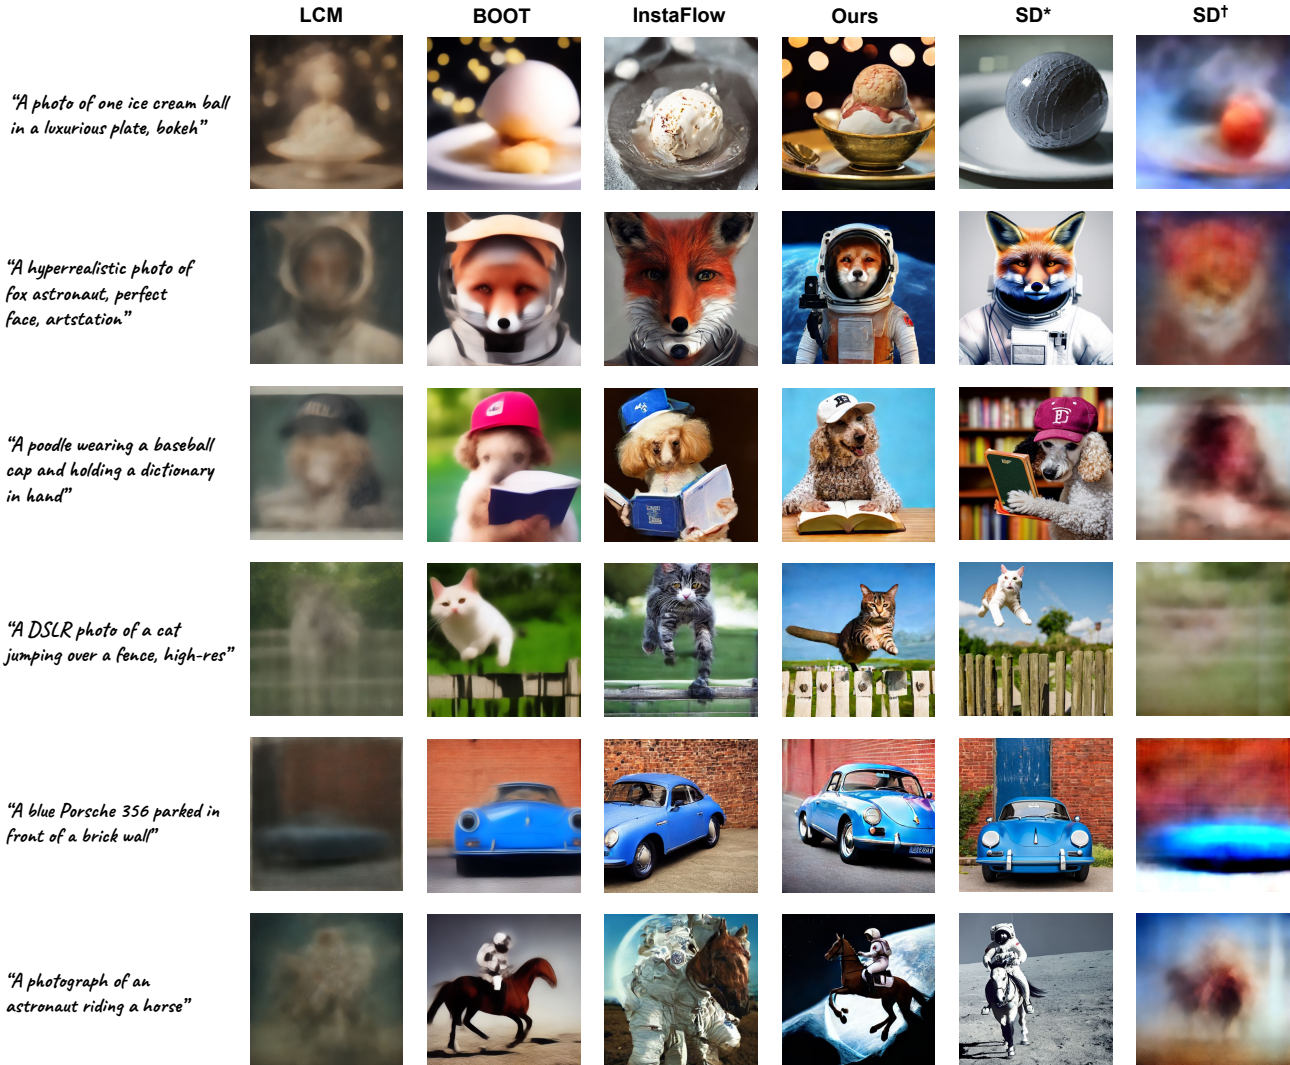 LCM BOOT InstaFlow Ours SD* SD†
"A photo of one ice cream ball
in a luxurious plate, bokeh"
"A hyperrealistic photo of
fox astronaut, perfect
face, artstation"
"A poodle wearing a baseball
cap and holding a dictionary
in hand"
"A DSLR photo of a cat
jumping over a fence, high-res"
"A blue Porsche 356 parked in
front of a brick wall"
"A photograph of an
astronaut riding a horse"